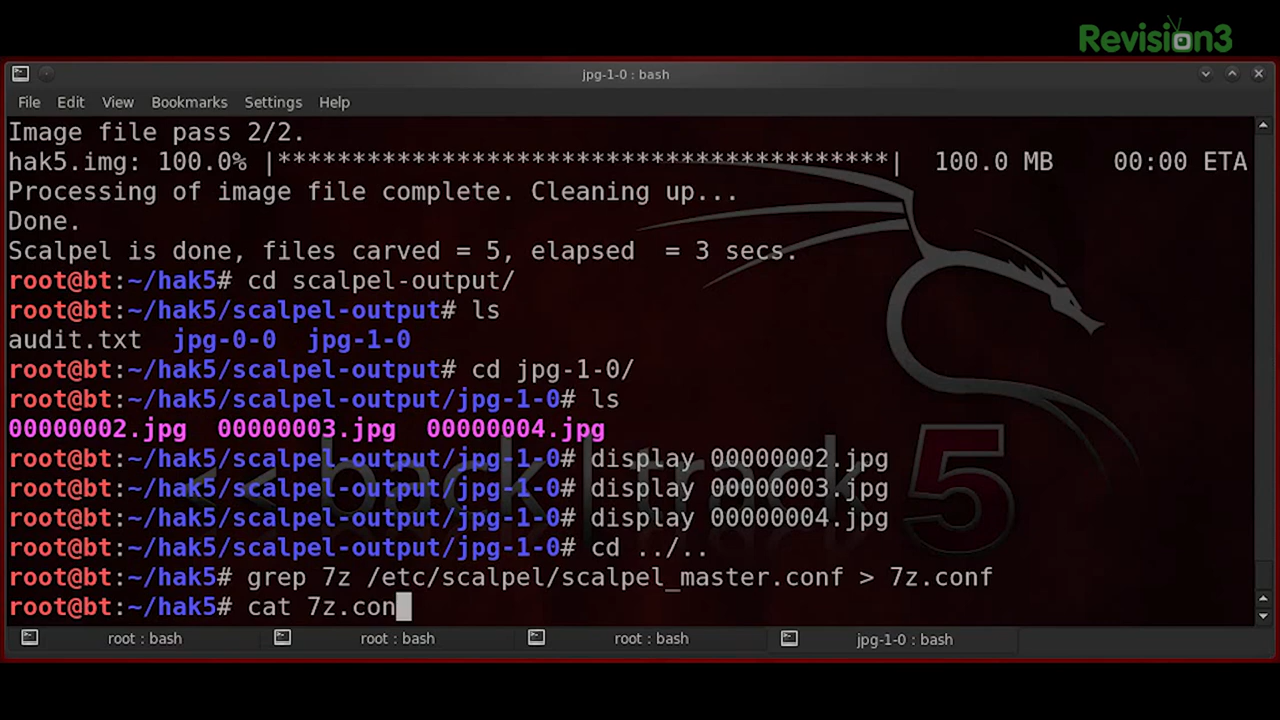 Revision3
jpg-1-0 : bash
File Edit View Bookmarks Settings Help
Image file pass 2/2.
hak5.img: 100.0% |*****************************************| 100.0 MB 00:00 ETA
Processing of image file complete. Cleaning up...
Done.
Scalpel is done, files carved = 5, elapsed  = 3 secs.
root@bt:~/hak5# cd scalpel-output/
root@bt:~/hak5/scalpel-output# ls
audit.txt  jpg-0-0  jpg-1-0
root@bt:~/hak5/scalpel-output# cd jpg-1-0/
root@bt:~/hak5/scalpel-output/jpg-1-0# ls
00000002.jpg  00000003.jpg  00000004.jpg
root@bt:~/hak5/scalpel-output/jpg-1-0# display 00000002.jpg
root@bt:~/hak5/scalpel-output/jpg-1-0# display 00000003.jpg
root@bt:~/hak5/scalpel-output/jpg-1-0# display 00000004.jpg
root@bt:~/hak5/scalpel-output/jpg-1-0# cd ../..
root@bt:~/hak5# grep 7z /etc/scalpel/scalpel_master.conf > 7z.conf
root@bt:~/hak5# cat 7z.con
<< back | track 5
root : bash root : bash root : bash jpg-1-0 : bash